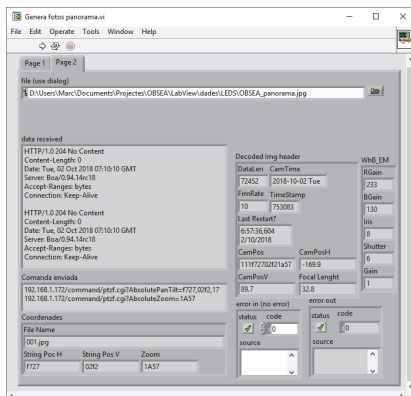 Genera fotos panorama.vi
File Edit Operate Tools Window Help
Page 1 Page 2
file (use dialog)
D:\Users\Marc\Documents\Projectes\OBSEA\LabView\dades\LEDS\OBSEA_panorama.jpg
data received
HTTP/1.0 204 No Content
Content-Length: 0
Date: Tue, 02 Oct 2018 07:10:10 GMT
Server: Boa/0.94.14rc18
Accept-Ranges: bytes
Connection: Keep-Alive
HTTP/1.0 204 No Content
Content-Length: 0
Date: Tue, 02 Oct 2018 07:10:10 GMT
Server: Boa/0.94.14rc18
Accept-Ranges: bytes
Connection: Keep-Alive
Comanda enviada
192.168.1.172/command/ptzf.cgi?AbsolutePanTilt=f727,02f2,17
192.168.1.172/command/ptzf.cgi?AbsoluteZoom=1A57
Coordenades
File Name
001.jpg
String Pos H String Pos V Zoom
f727 02f2 1A57
Decoded Img header
DataLen CamTime
72452 2018-10-02 Tue
FrmRate TimeStamp
10 753083
Last Restart?
6:57:36,604
2/10/2018
CamPos CamPosH
111f72702f21a57 -169.9
CamPosV Focal Lenght
89.7 32.8
error in (no error) error out
status code status code
0 0
source source
WhB_EM
RGain
233
BGain
130
Iris
8
Shutter
6
Gain
1